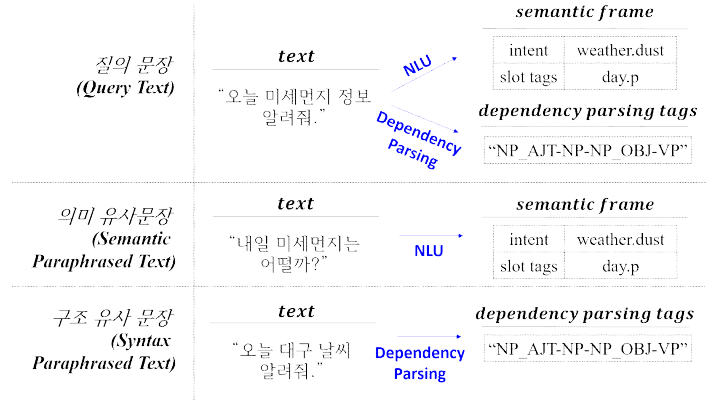 질의 문장
(Query Text)
text
“오늘 미세먼지 정보
알려줘.”
NLU
Dependency
Parsing
semantic frame
intent weather.dust
slot tags day.p
dependency parsing tags
“NP_AJT-NP-NP_OBJ-VP”
의미 유사문장
(Semantic
Paraphrased Text)
text
“내일 미세먼지는
어떨까?”
NLU
semantic frame
intent weather.dust
slot tags day.p
구조 유사 문장
(Syntax
Paraphrased Text)
text
“오늘 대구 날씨
알려줘.”
Dependency
Parsing
dependency parsing tags
“NP_AJT-NP-NP_OBJ-VP”